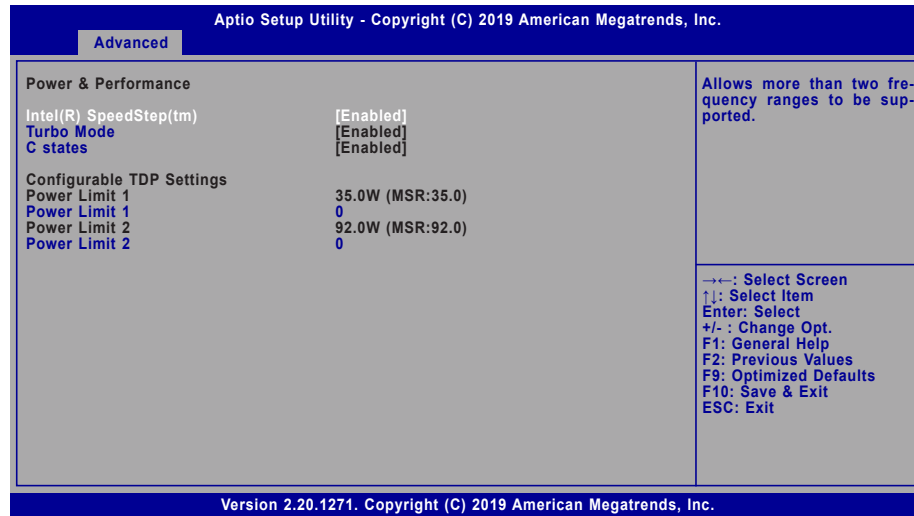 Aptio Setup Utility - Copyright (C) 2019 American Megatrends, Inc.
Advanced
Power & Performance
Intel(R) SpeedStep(tm) [Enabled]
Turbo Mode [Enabled]
C states [Enabled]
Configurable TDP Settings
Power Limit 1 35.0W (MSR:35.0)
Power Limit 1 0
Power Limit 2 92.0W (MSR:92.0)
Power Limit 2 0
Allows more than two fre-
quency ranges to be sup-
ported.
→←: Select Screen
↑↓: Select Item
Enter: Select
+/- : Change Opt.
F1: General Help
F2: Previous Values
F9: Optimized Defaults
F10: Save & Exit
ESC: Exit
Version 2.20.1271. Copyright (C) 2019 American Megatrends, Inc.